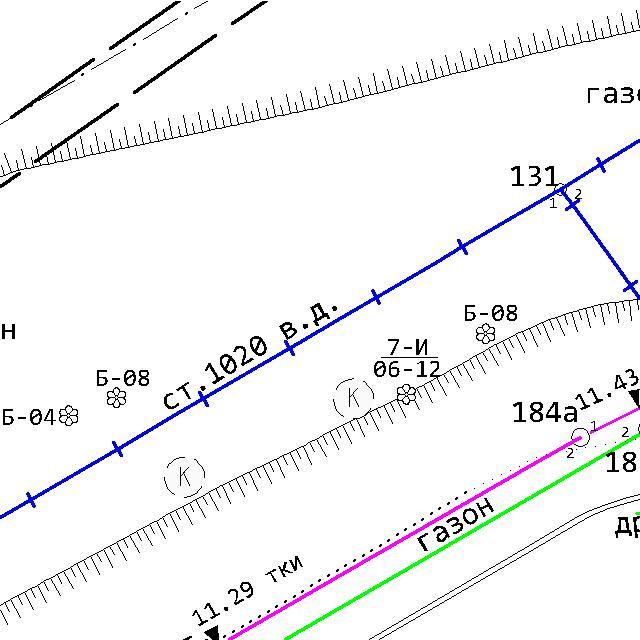 газо
131
1 2
ст.1020 в.д.
Б-08
7-И
06-12
н
Б-08
Б-04
К
К
11.43
184а
1
2
2
18
газон
др
11.29 тки